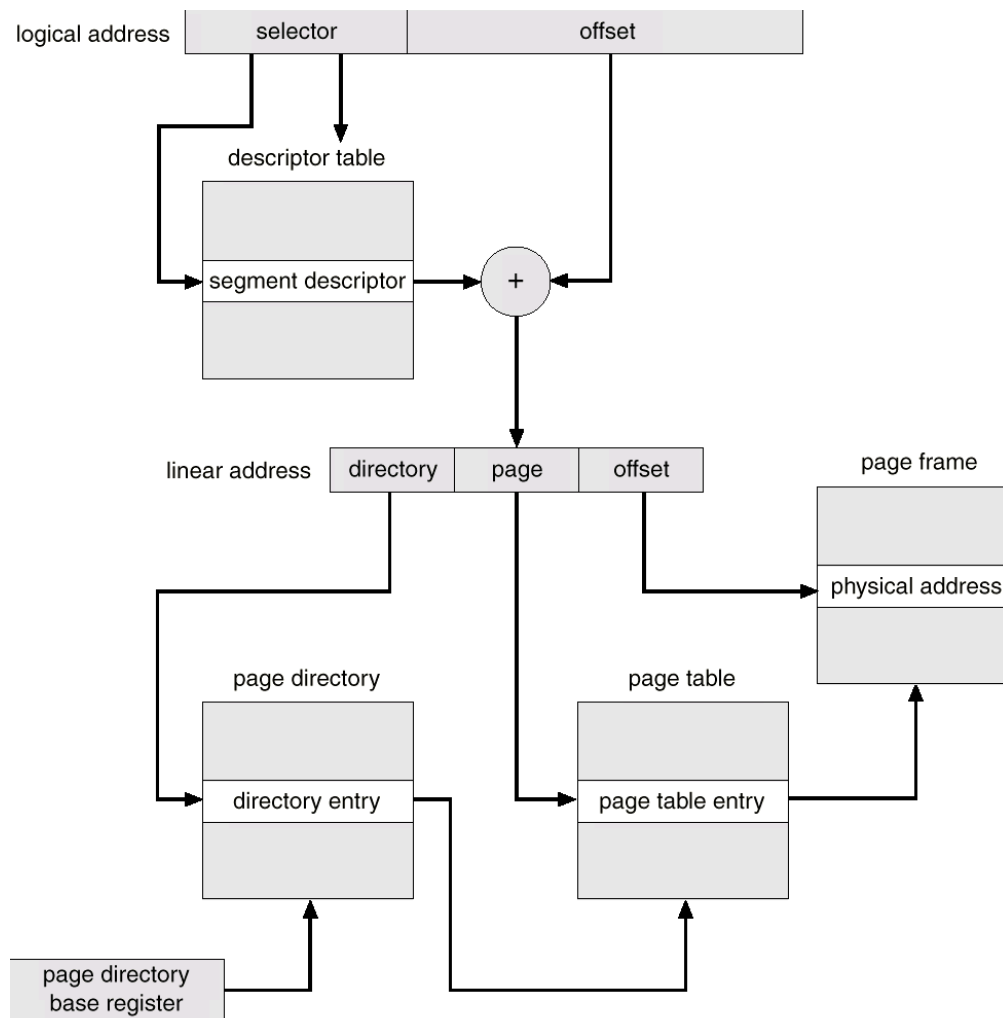 logical address
selector
offset
descriptor table
segment descriptor
+
linear address
directory
page
offset
page frame
physical address
page directory
page table
directory entry
page table entry
page directory
base register